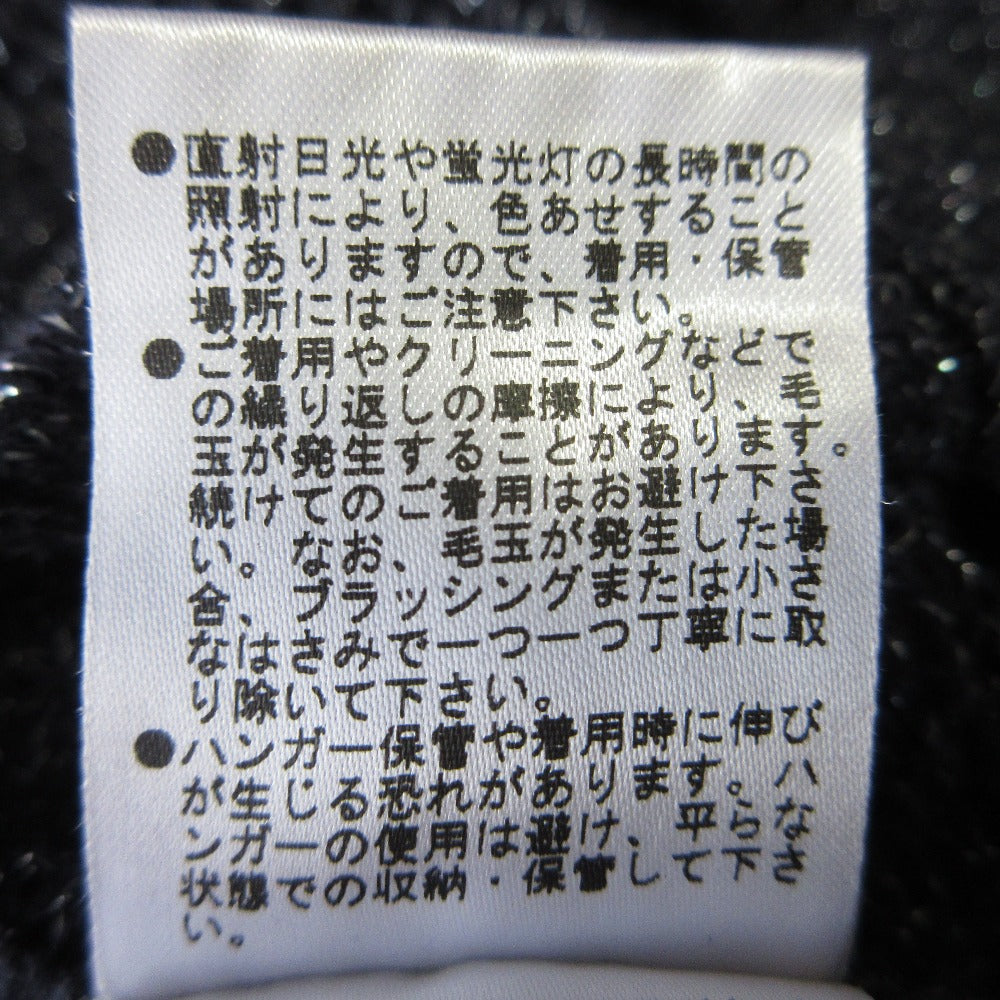 ●直射日光や蛍光灯の長時間の
照射により、色あせすること
がありますので、着用・保管
場所にはご注意下さい。
●ご着用やクリーニングなどで
の繰り返しの摩擦により、毛
玉が発生することがあります。
続けてのご着用はお避け下さ
い。なお、毛玉が発生した場
合は、ブラッシングまたは小さ
なはさみで一つ一つ丁寧に取
り除いて下さい。
●ハンガー保管や着用時に伸び
が生じる恐れがあります。ハ
ンガーの使用は避け、平らな
状態での収納・保管して下さ
い。